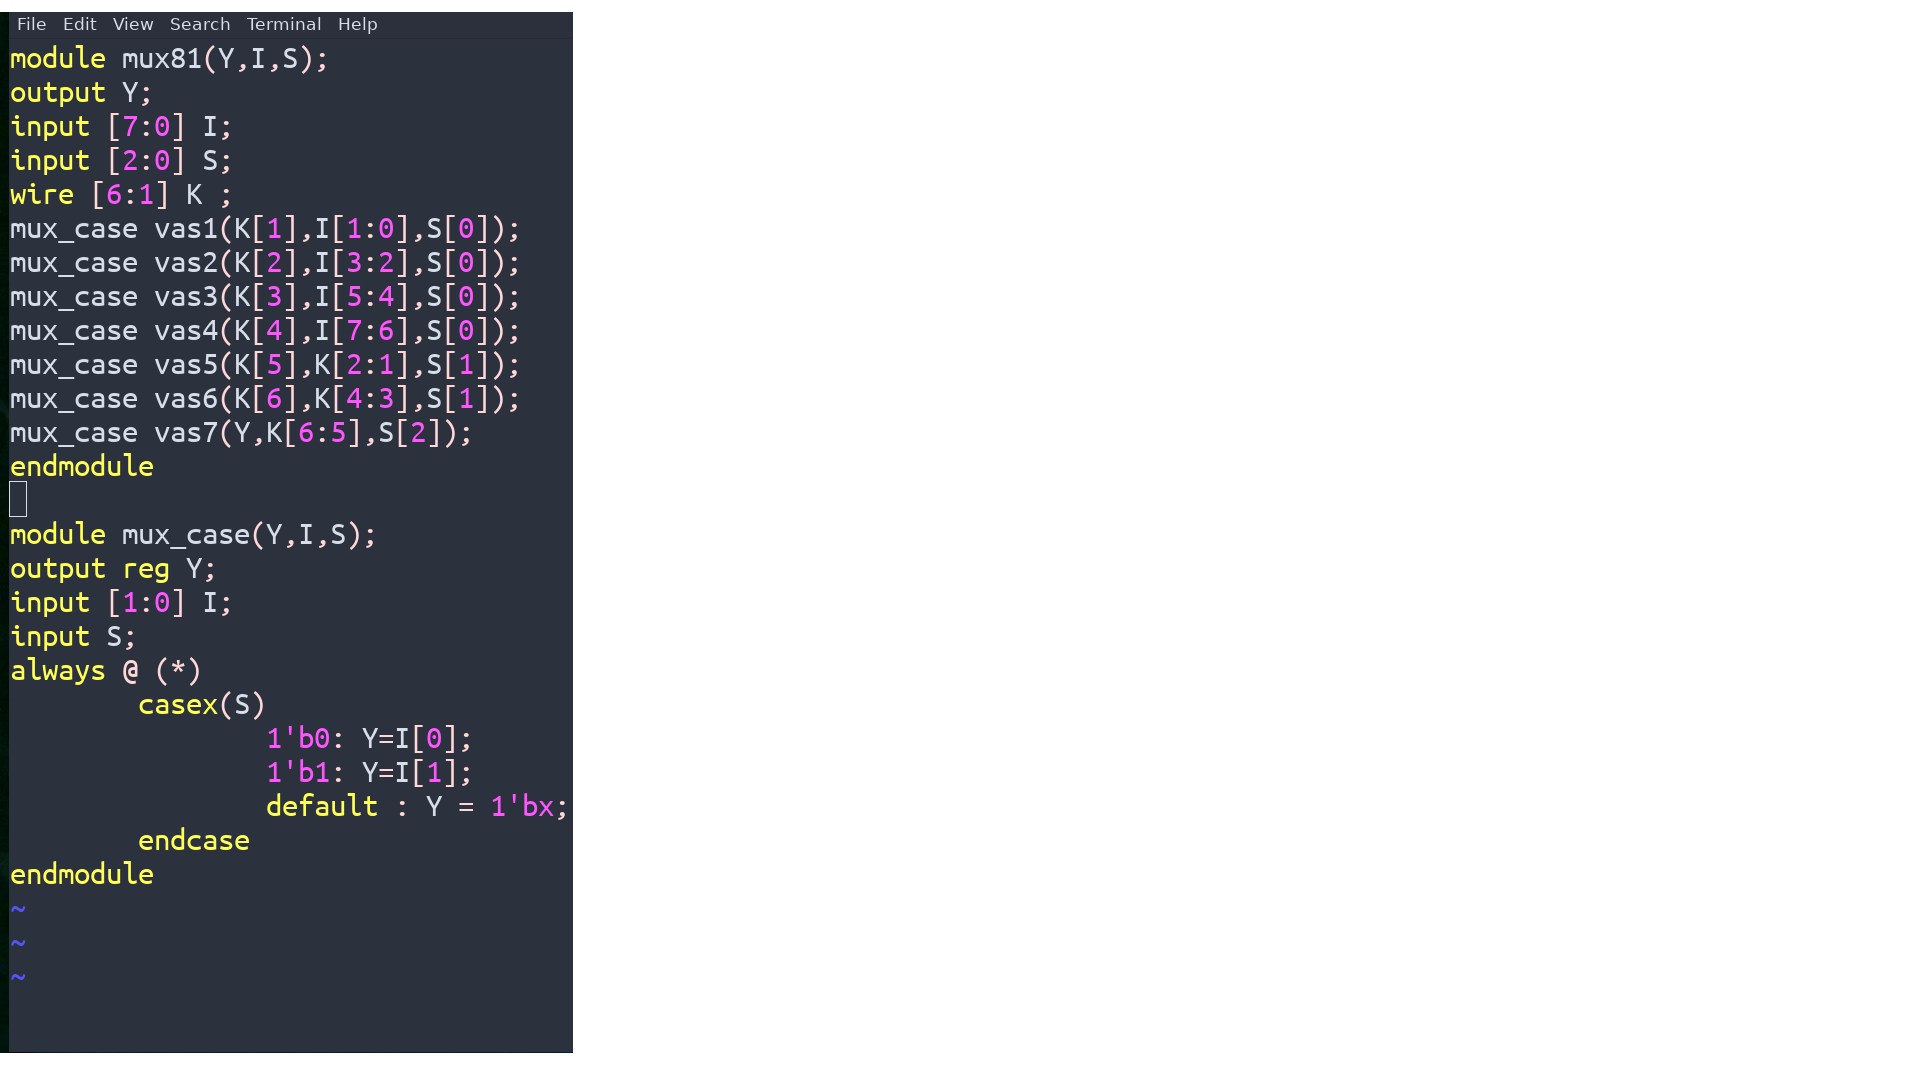 File Edit View Search Terminal Help
module mux81(Y,I,S);
output Y;
input [7:0] I;
input [2:0] S;
wire [6:1] K ;
mux_case vas1(K[1],I[1:0],S[0]);
mux_case vas2(K[2],I[3:2],S[0]);
mux_case vas3(K[3],I[5:4],S[0]);
mux_case vas4(K[4],I[7:6],S[0]);
mux_case vas5(K[5],K[2:1],S[1]);
mux_case vas6(K[6],K[4:3],S[1]);
mux_case vas7(Y,K[6:5],S[2]);
endmodule
module mux_case(Y,I,S);
output reg Y;
input [1:0] I;
input S;
always @ (*)
        casex(S)
                1'b0: Y=I[0];
                1'b1: Y=I[1];
                default : Y = 1'bx;
        endcase
endmodule
~
~
~